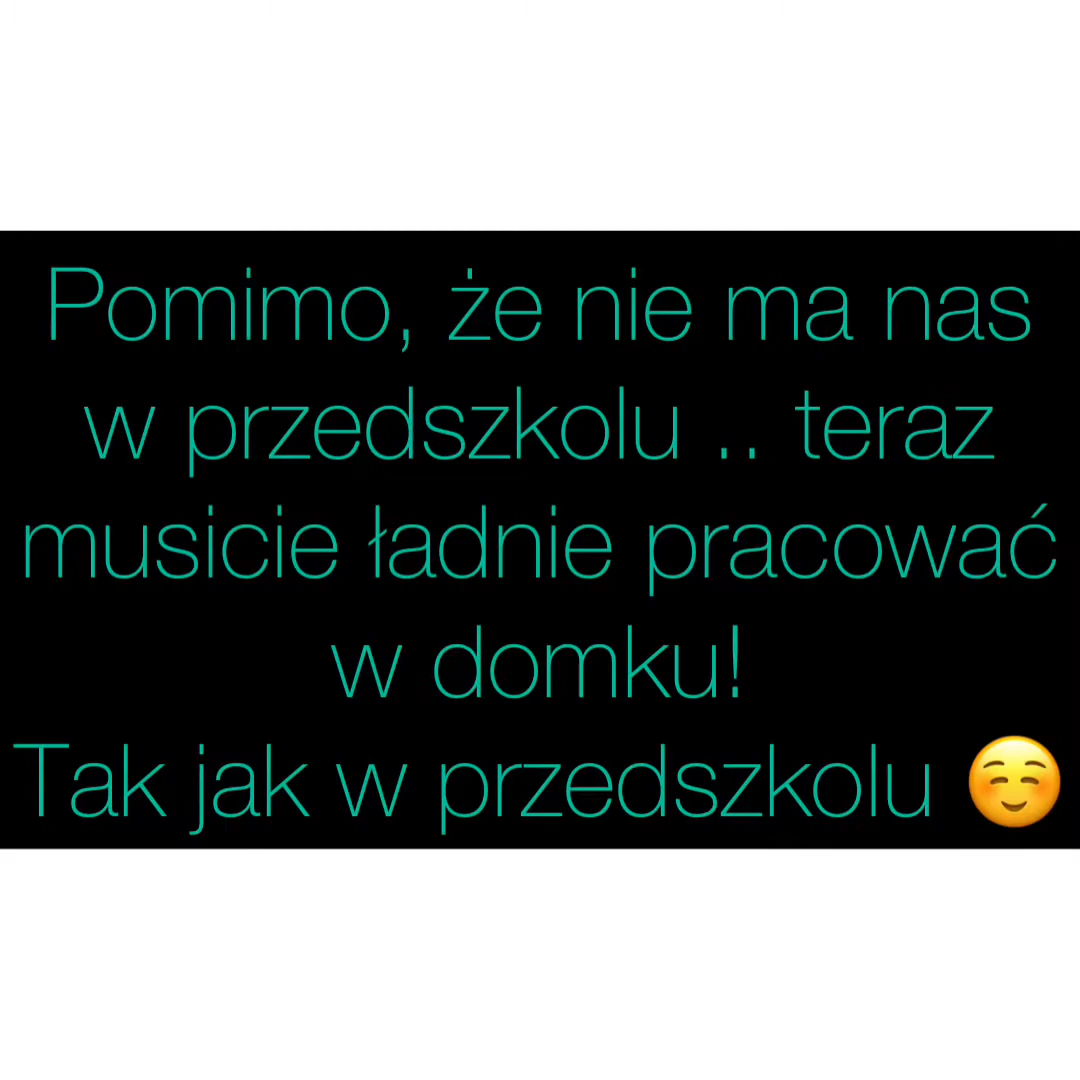 Pomimo, że nie ma nas
w przedszkolu .. teraz
musicie ładnie pracować
w domku!
Tak jak w przedszkolu ☺️